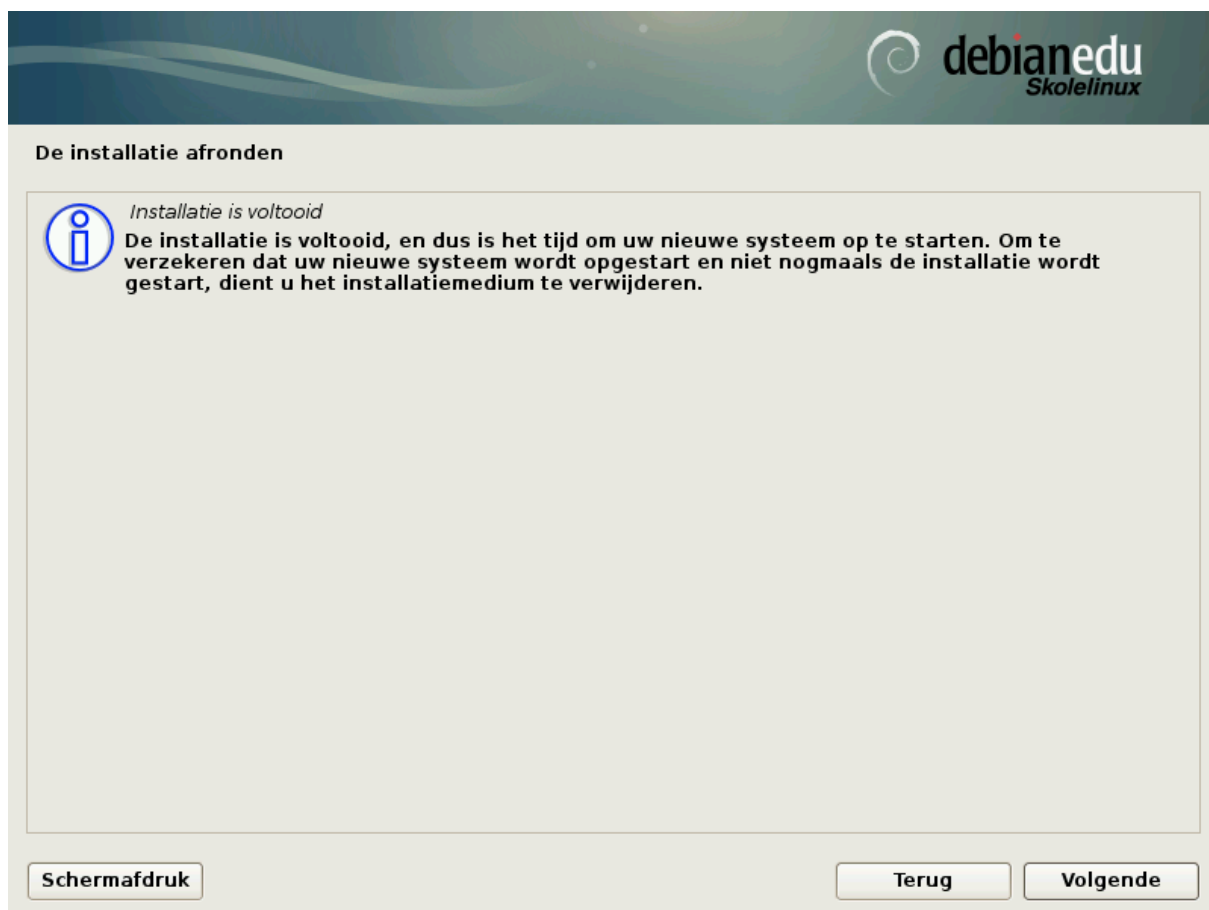 debianedu
Skolelinux
De installatie afronden
Installatie is voltooid
De installatie is voltooid, en dus is het tijd om uw nieuwe systeem op te starten. Om te
verzekeren dat uw nieuwe systeem wordt opgestart en niet nogmaals de installatie wordt
gestart, dient u het installatiemedium te verwijderen.
Schermafdruk
Terug
Volgende